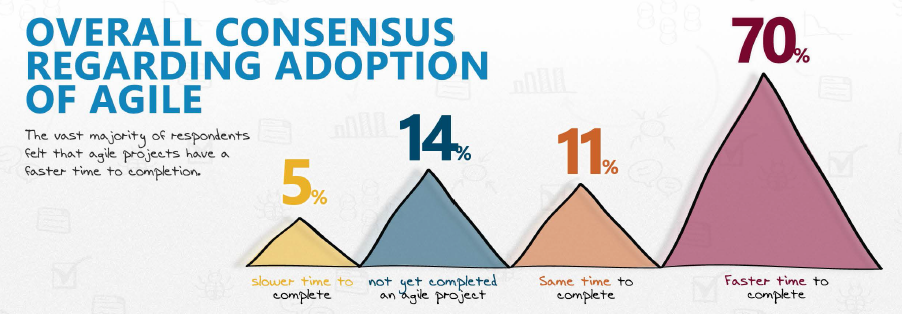 OVERALL CONSENSUS
REGARDING ADOPTION
OF AGILE
The vast majority of respondents
felt that agile projects have a
faster time to completion.
5%
14%
11%
70%
slower time to
complete
not yet completed
an agile project
Same time to
complete
Faster time to
complete